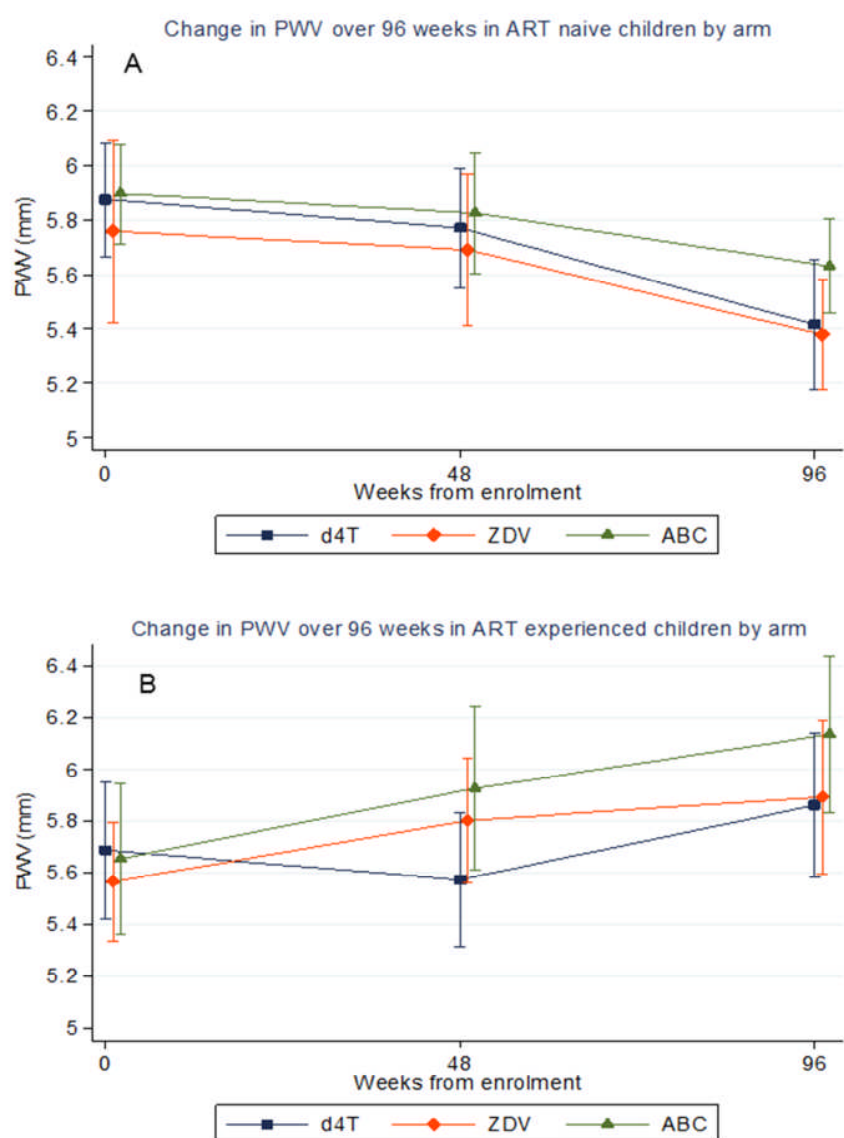 Change in PWV over 96 weeks in ART naive children by arm
A
6.4
6.2
6
5.8
5.6
5.4
5.2
5
PWV (mm)
0 48 96
Weeks from enrolment
d4T ZDV ABC
Change in PWV over 96 weeks in ART experienced children by arm
B
6.4
6.2
6
5.8
5.6
5.4
5.2
5
PWV (mm)
0 48 96
Weeks from enrolment
d4T ZDV ABC